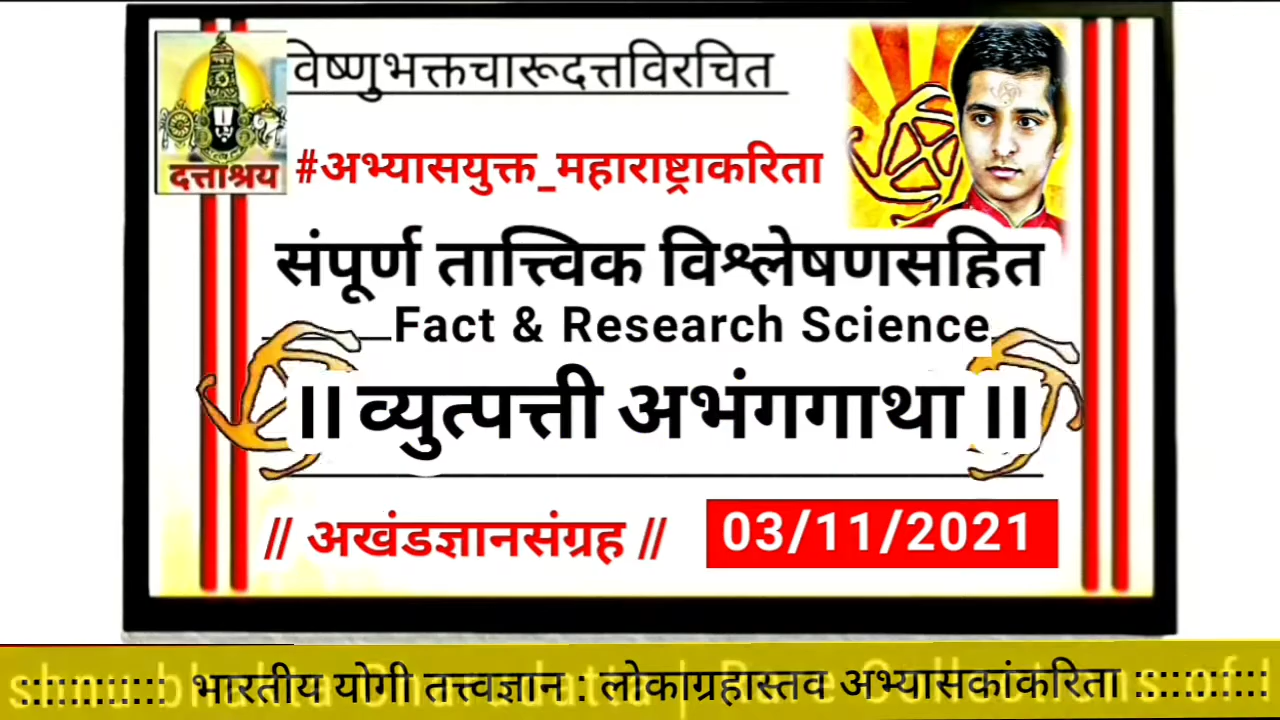 विष्णुभक्तचारूदत्तविरचित
दत्ताश्रय
#अभ्यासयुक्त_महाराष्ट्राकरिता
संपूर्ण तात्त्विक विश्लेषणसहित
Fact & Research Science
।। व्युत्पत्ती अभंगगाथा ।।
// अखंडज्ञानसंग्रह //
03/11/2021
::::::::::::: भारतीय योगी तत्त्वज्ञान : लोकाग्रहास्तव अभ्यासकांकरिता :::::::::::::